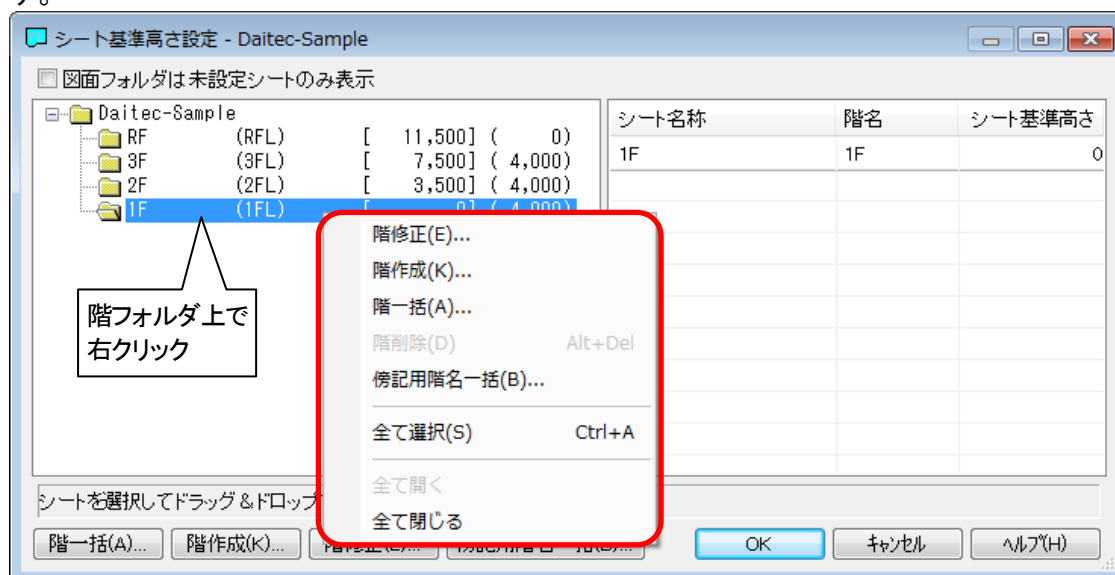 す。
シート基準高さ設定 - Daitec-Sample
図面フォルダは未設定シートのみ表示
Daitec-Sample
RF (RFL) [ 11,500] ( 0)
3F (3FL) [ 7,500] ( 4,000)
2F (2FL) [ 3,500] ( 4,000)
1F (1FL) [ 0] ( 4,000)
シート名称 階名 シート基準高さ
1F 1F 0
階フォルダ上で
右クリック
階修正(E)...
階作成(K)...
階一括(A)...
階削除(D) Alt+Del
傍記用階名一括(B)...
全て選択(S) Ctrl+A
全て開く
全て閉じる
シートを選択してドラッグ&ドロップ
階一括(A)... 階作成(K)... OK キャンセル ヘルプ(H)